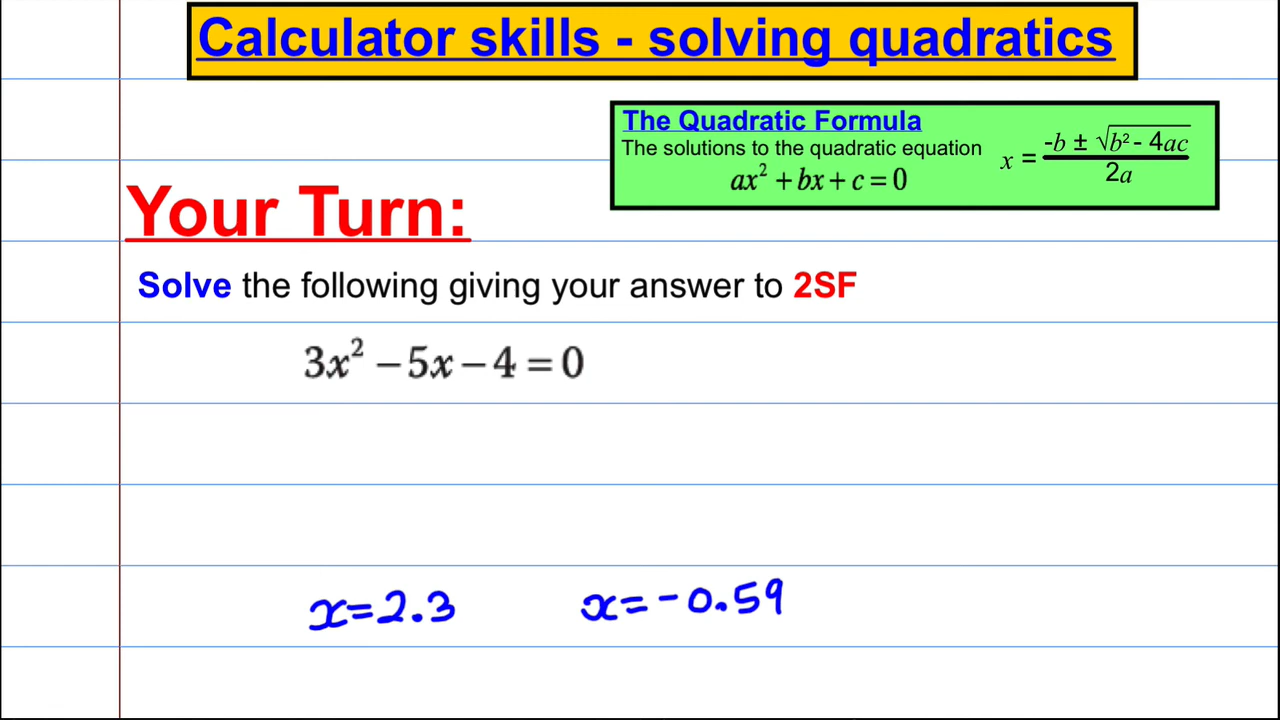 Calculator skills - solving quadratics
The Quadratic Formula
The solutions to the quadratic equation
ax² + bx + c = 0
x = -b ± √b² - 4ac / 2a
Your Turn:
Solve the following giving your answer to 2SF
3x² − 5x − 4 = 0
x=2.3 x=-0.59